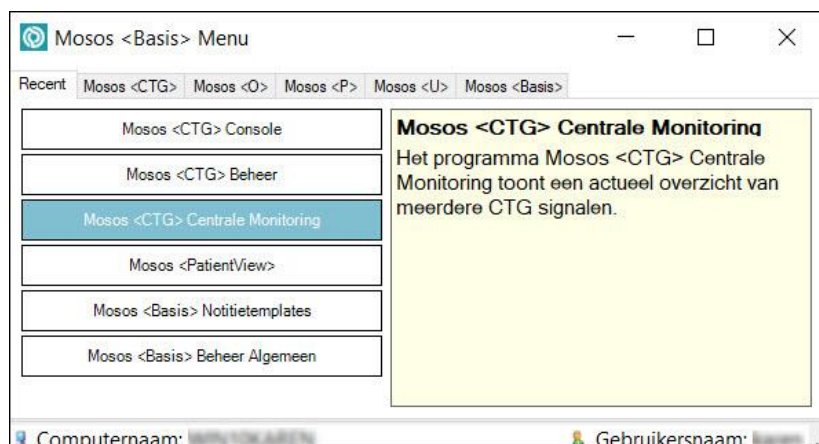 Mosos <Basis> Menu
Recent Mosos <CTG> Mosos <O> Mosos <P> Mosos <U> Mosos <Basis>
Mosos <CTG> Console
Mosos <CTG> Beheer
Mosos <CTG> Centrale Monitoring
Mosos <PatientView>
Mosos <Basis> Notitietemplates
Mosos <Basis> Beheer Algemeen
Mosos <CTG> Centrale Monitoring
Het programma Mosos <CTG> Centrale
Monitoring toont een actueel overzicht van
meerdere CTG signalen.
Computernaam: Gebruikersnaam: